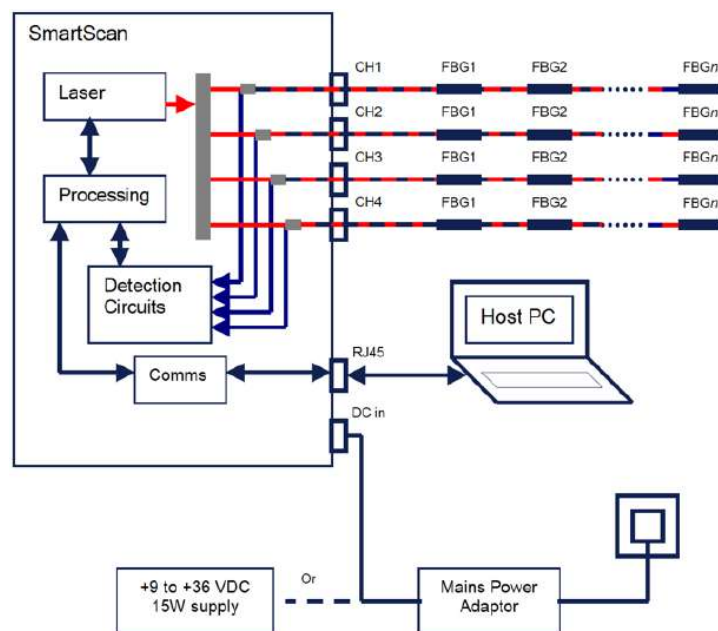 SmartScan
Laser
Processing
Detection
Circuits
Comms
CH1 FBG1 FBG2 FBGn
CH2 FBG1 FBG2 FBGn
CH3 FBG1 FBG2 FBGn
CH4 FBG1 FBG2 FBGn
RJ45
Host PC
DC in
+9 to +36 VDC
15W supply
Or
Mains Power
Adaptor